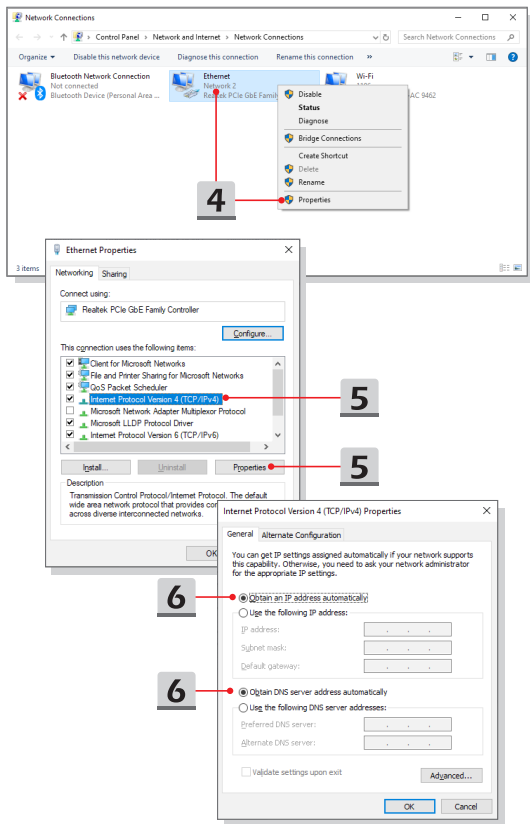 Network Connections
Control Panel › Network and Internet › Network Connections
Search Network Connections
Organize
Disable this network device
Diagnose this connection
Rename this connection
»
Bluetooth Network Connection
Not connected
Bluetooth Device (Personal Area ...
Ethernet
Network 2
Realtek PCIe GbE Family
Wi-Fi
AC 9462
Disable
Status
Diagnose
Bridge Connections
Create Shortcut
Delete
Rename
Properties
4
3 items
Ethernet Properties
Networking
Sharing
Connect using:
Realtek PCIe GbE Family Controller
Configure...
This connection uses the following items:
Client for Microsoft Networks
File and Printer Sharing for Microsoft Networks
QoS Packet Scheduler
Internet Protocol Version 4 (TCP/IPv4)
Microsoft Network Adapter Multiplexor Protocol
Microsoft LLDP Protocol Driver
Internet Protocol Version 6 (TCP/IPv6)
5
Install...
Uninstall
Properties
5
Description
Transmission Control Protocol/Internet Protocol. The default
wide area network protocol that provides
across diverse interconnected networks.
OK
Internet Protocol Version 4 (TCP/IPv4) Properties
General
Alternate Configuration
You can get IP settings assigned automatically if your network supports
this capability. Otherwise, you need to ask your network administrator
for the appropriate IP settings.
6
Obtain an IP address automatically
Use the following IP address:
IP address:
Subnet mask:
Default gateway:
6
Obtain DNS server address automatically
Use the following DNS server addresses:
Preferred DNS server:
Alternate DNS server:
Validate settings upon exit
Advanced...
OK
Cancel